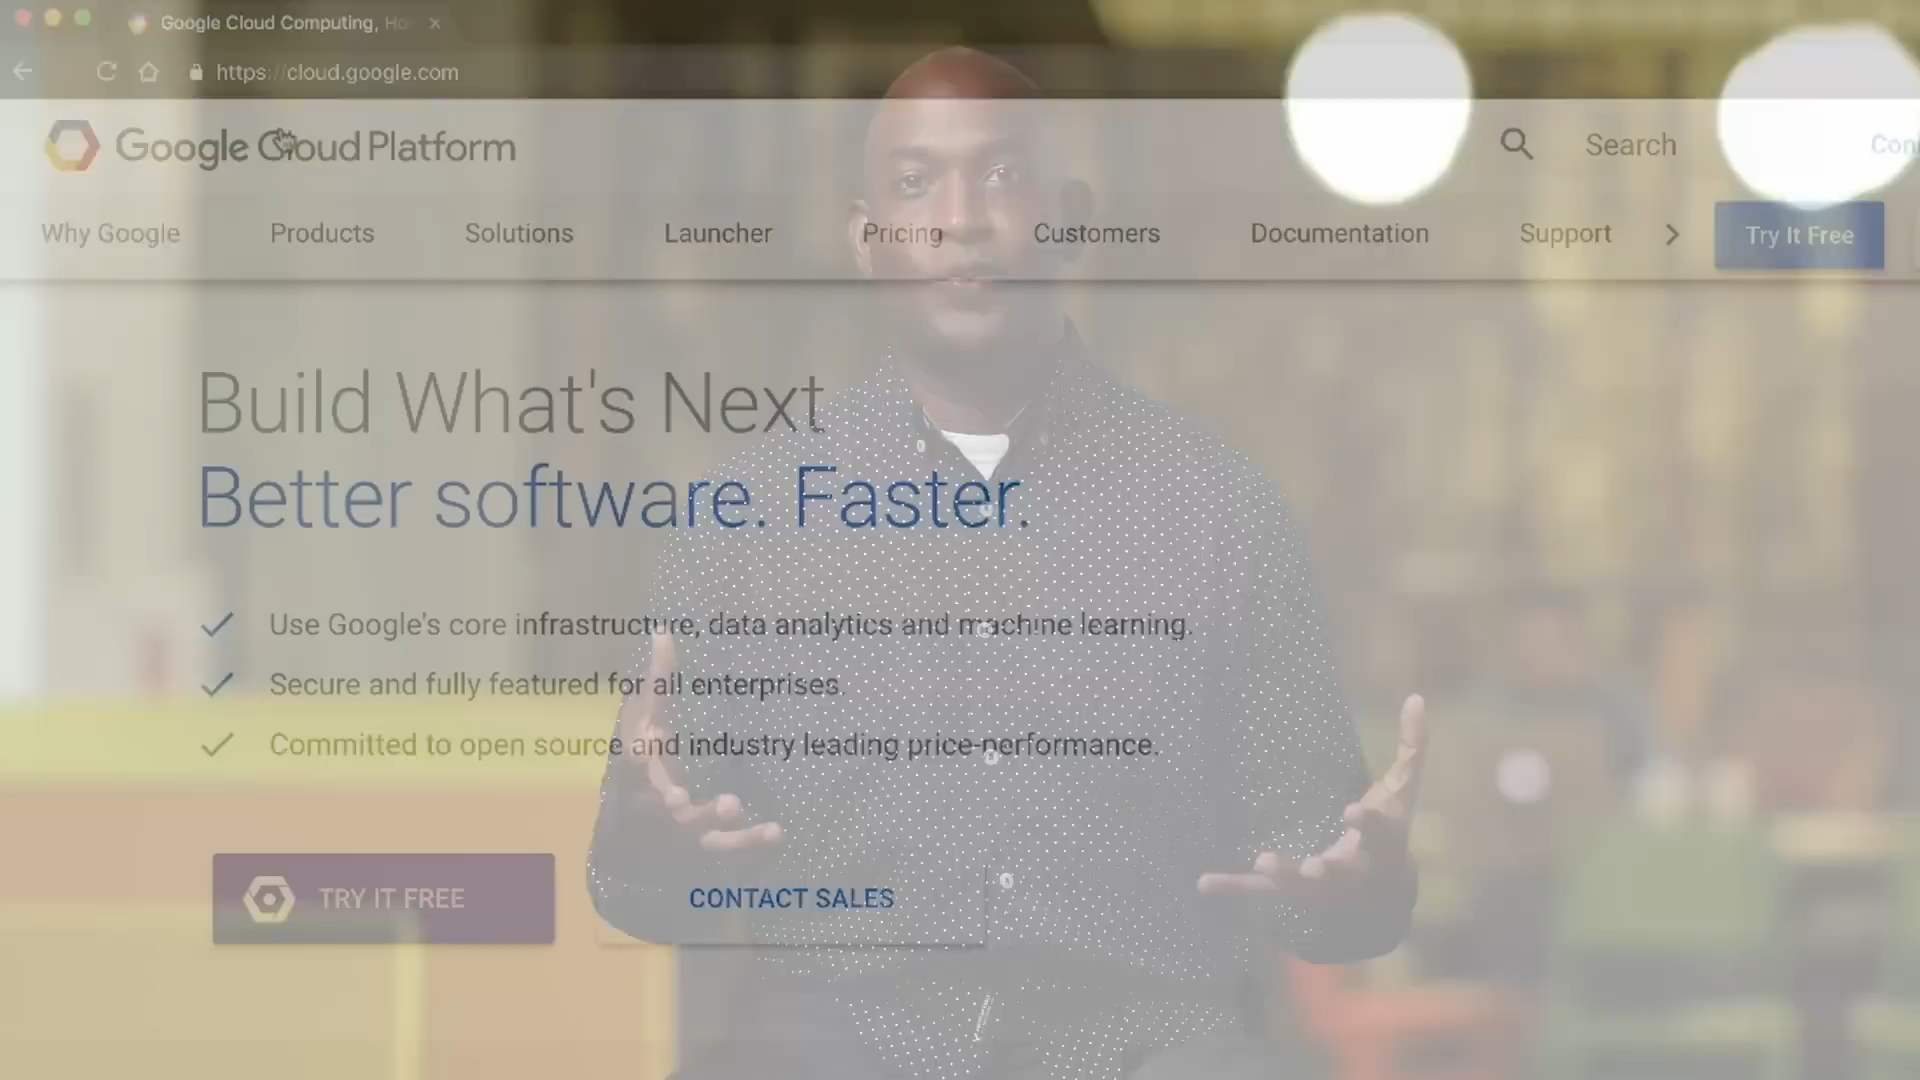 Google Cloud Computing, Ho
https://cloud.google.com
Google Cloud Platform
Search
Con
Why Google Products Solutions Launcher Pricing Customers Documentation Support Try It Free
Build What's Next
Better software. Faster.
Use Google's core infrastructure, data analytics and machine learning.
Secure and fully featured for all enterprises.
Committed to open source and industry leading price-performance.
TRY IT FREE
CONTACT SALES